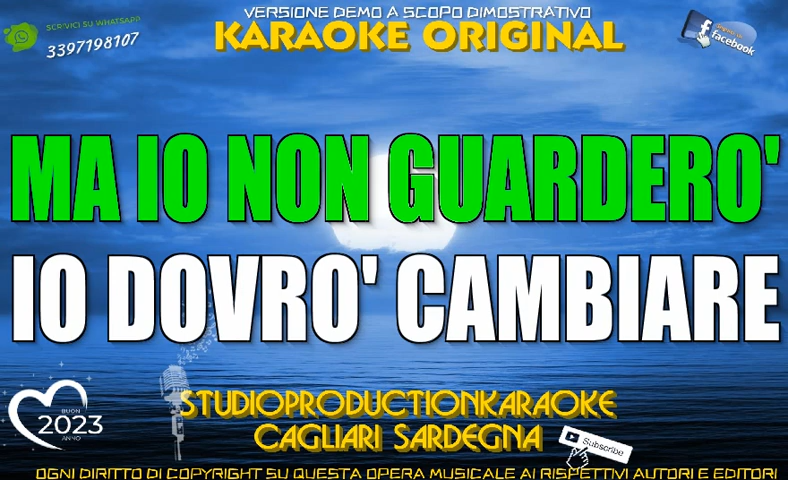 VERSIONE DEMO A SCOPO DIMOSTRATIVO
KARAOKE ORIGINAL
SCRIVICI SU WHATSAPP
3397198107
facebook
MA IO NON GUARDERO'
IO DOVRO' CAMBIARE
BUON
2023
ANNO
STUDIOPRODUCTIONKARAOKE
CAGLIARI SARDEGNA
Subscribe
OGNI DIRITTO DI COPYRIGHT SU QUESTA OPERA MUSICALE AI RISPETTIVI AUTORI E EDITORI